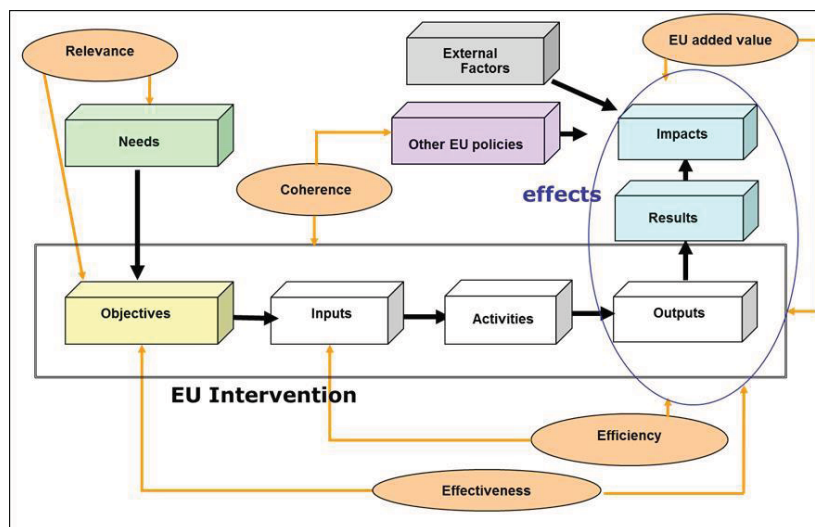 Relevance
EU added value
External
Factors
Needs
Other EU policies
Impacts
Coherence
effects
Results
Objectives
Inputs
Activities
Outputs
EU Intervention
Efficiency
Effectiveness